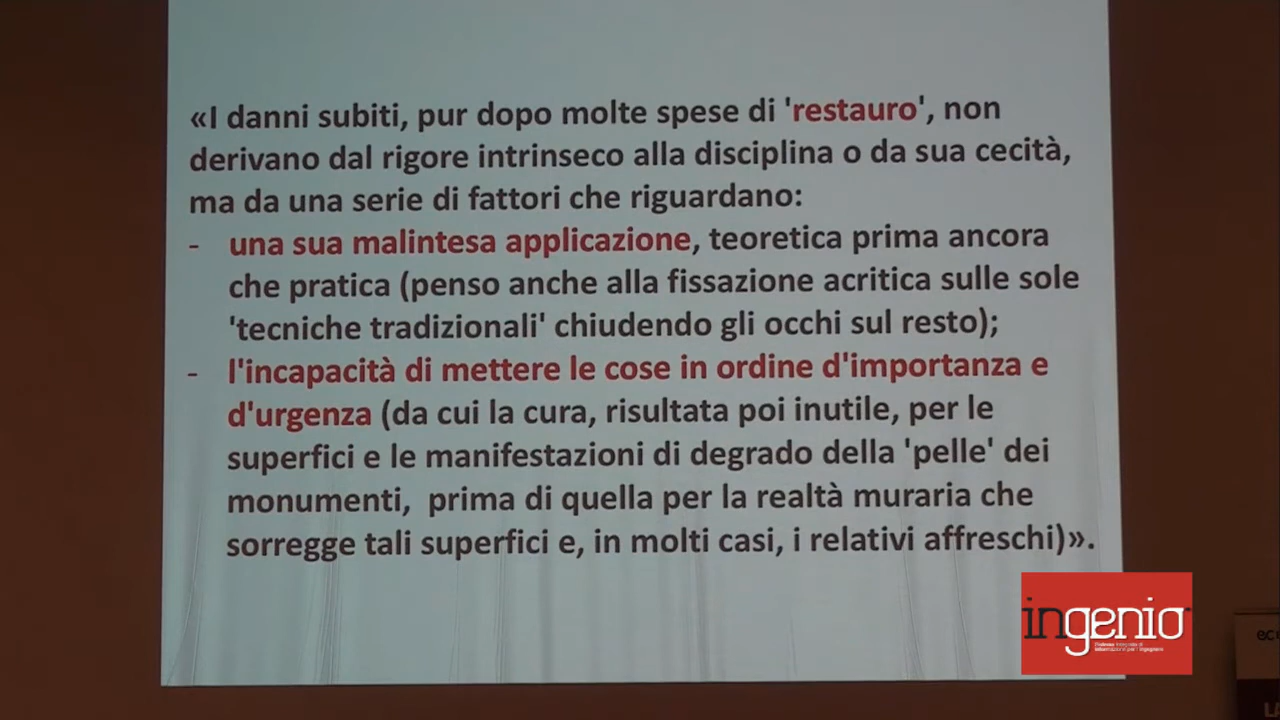 «I danni subiti, pur dopo molte spese di 'restauro', non
derivano dal rigore intrinseco alla disciplina o da sua cecità,
ma da una serie di fattori che riguardano:
- una sua malintesa applicazione, teoretica prima ancora
che pratica (penso anche alla fissazione acritica sulle sole
'tecniche tradizionali' chiudendo gli occhi sul resto);
- l'incapacità di mettere le cose in ordine d'importanza e
d'urgenza (da cui la cura, risultata poi inutile, per le
superfici e le manifestazioni di degrado della 'pelle' dei
monumenti, prima di quella per la realtà muraria che
sorregge tali superfici e, in molti casi, i relativi affreschi)».
ingenio